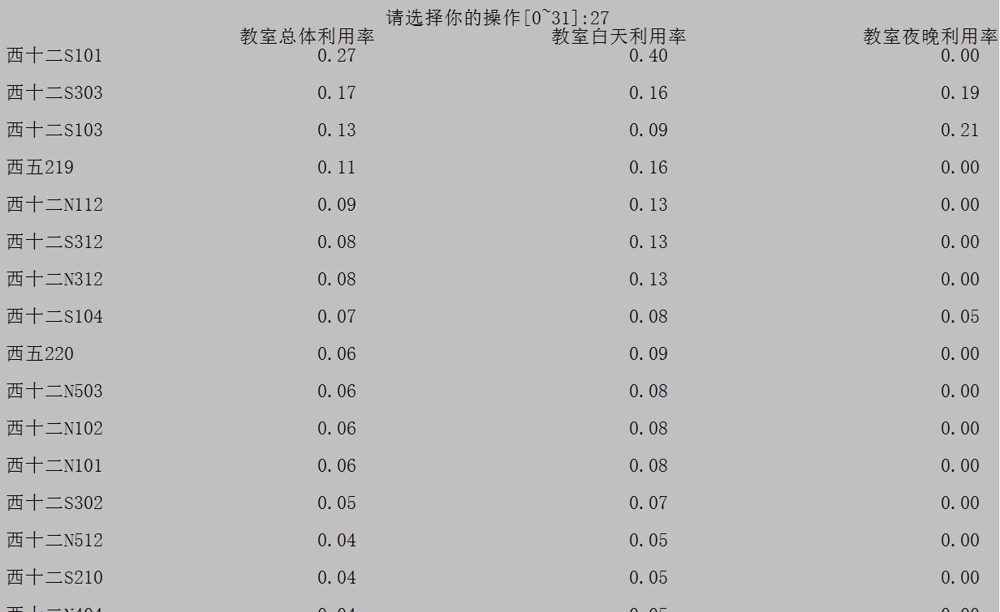 请选择你的操作[0~31]:27
教室总体利用率 教室白天利用率 教室夜晚利用率
西十二S101 0.27 0.40 0.00
西十二S303 0.17 0.16 0.19
西十二S103 0.13 0.09 0.21
西五219 0.11 0.16 0.00
西十二N112 0.09 0.13 0.00
西十二S312 0.08 0.13 0.00
西十二N312 0.08 0.13 0.00
西十二S104 0.07 0.08 0.05
西五220 0.06 0.09 0.00
西十二N503 0.06 0.08 0.00
西十二N102 0.06 0.08 0.00
西十二N101 0.06 0.08 0.00
西十二S302 0.05 0.07 0.00
西十二N512 0.04 0.05 0.00
西十二S210 0.04 0.05 0.00